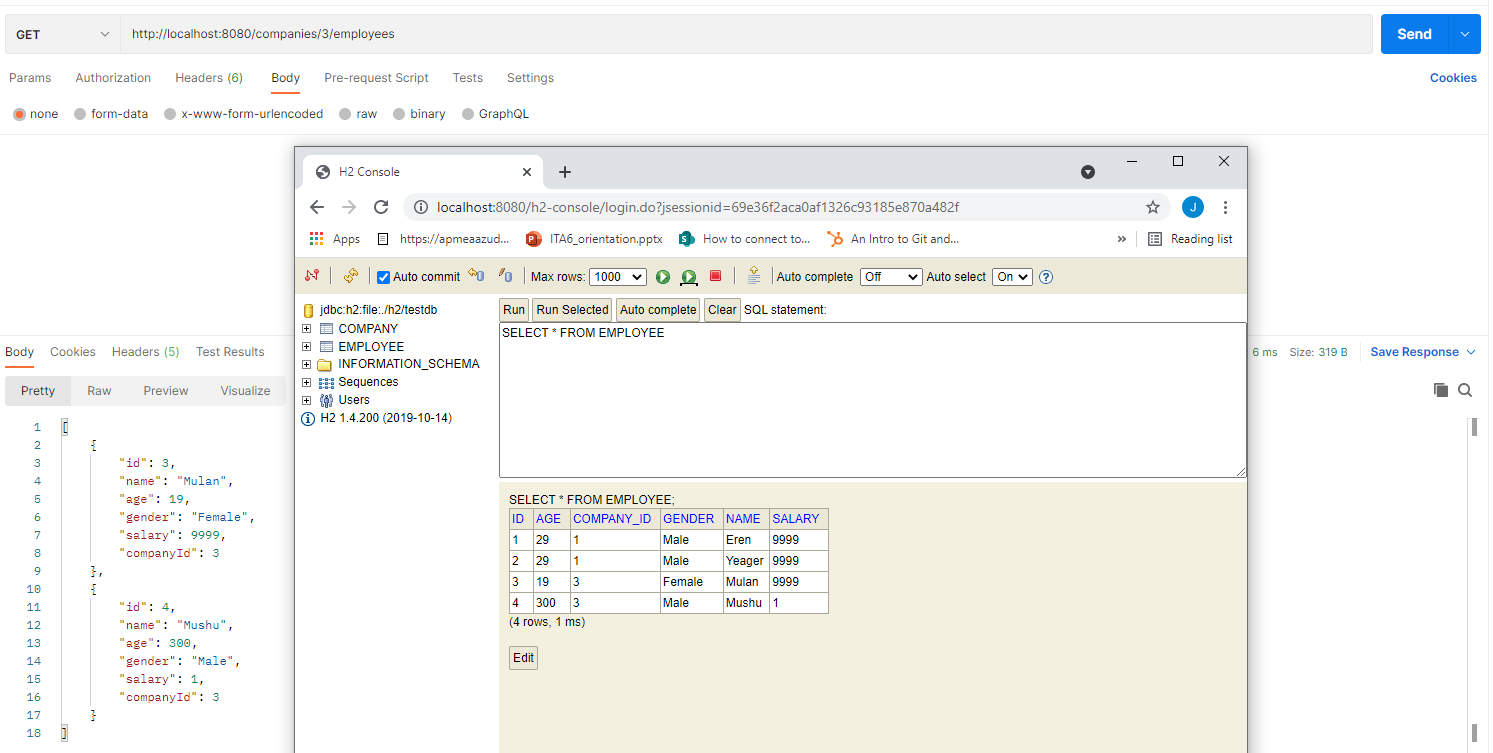 GET http://localhost:8080/companies/3/employees Send
Params Authorization Headers (6) Body Pre-request Script Tests Settings Cookies
none form-data x-www-form-urlencoded raw binary GraphQL
H2 Console
localhost:8080/h2-console/login.do?jsessionid=69e36f2aca0af1326c93185e870a482f J
Apps https://apmeaazud... P ITA6_orientation.pptx S How to connect to... An Intro to Git and... » Reading list
Auto commit Max rows: 1000 Auto complete Off Auto select On ?
jdbc:h2:file:./h2/testdb
COMPANY
EMPLOYEE
INFORMATION_SCHEMA
Sequences
Users
H2 1.4.200 (2019-10-14)
Run Run Selected Auto complete Clear SQL statement:
SELECT * FROM EMPLOYEE
SELECT * FROM EMPLOYEE;
ID AGE COMPANY_ID GENDER NAME SALARY
1 29 1 Male Eren 9999
2 29 1 Male Yeager 9999
3 19 3 Female Mulan 9999
4 300 3 Male Mushu 1
(4 rows, 1 ms)
Edit
Body Cookies Headers (5) Test Results 6 ms Size: 319 B Save Response
Pretty Raw Preview Visualize
1 [
2 {
3 "id": 3,
4 "name": "Mulan",
5 "age": 19,
6 "gender": "Female",
7 "salary": 9999,
8 "companyId": 3
9 },
10 {
11 "id": 4,
12 "name": "Mushu",
13 "age": 300,
14 "gender": "Male",
15 "salary": 1,
16 "companyId": 3
17 }
18 ]